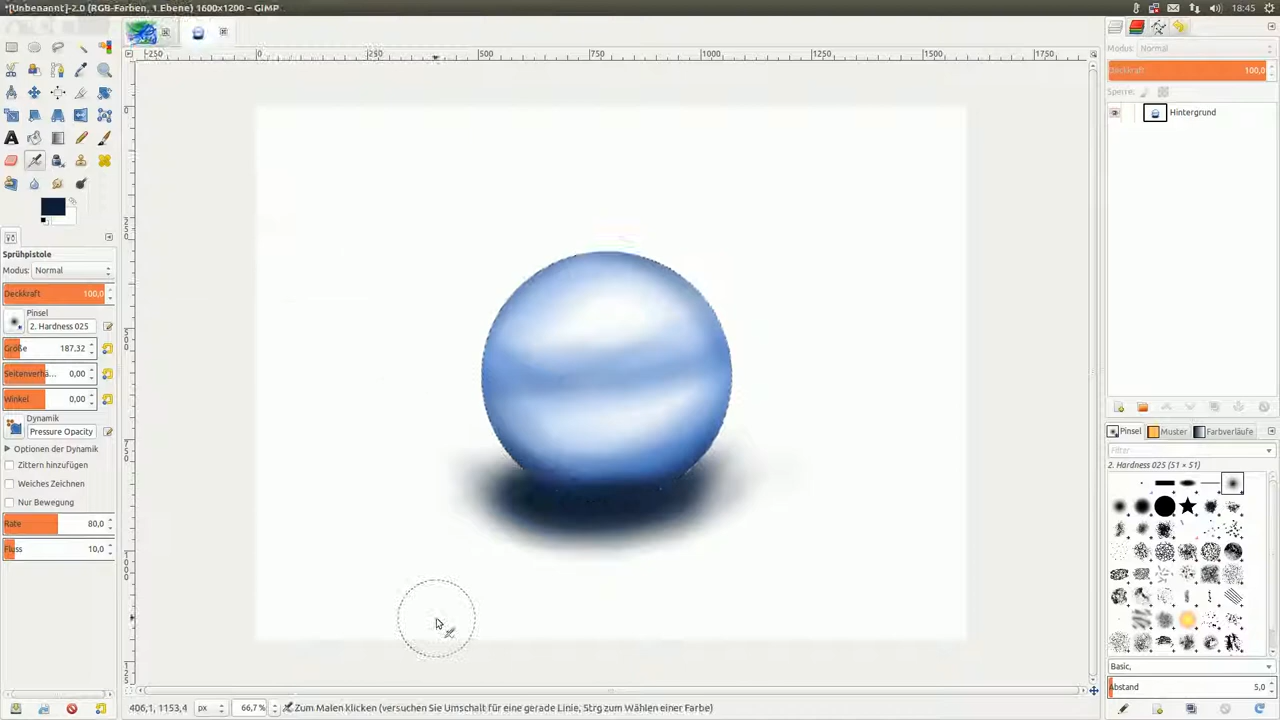 *[Unbenannt]-2.0 (RGB-Farben, 1 Ebene) 1600x1200 – GIMP
18:45
-250 0 250 500 750 1000 1250 1500 1750
Sprühpistole
Modus: Normal
Deckkraft 100,0
Pinsel
2. Hardness 025
Größe 187,32
Seitenverhä... 0,00
Winkel 0,00
Dynamik
Pressure Opacity
Optionen der Dynamik
Zittern hinzufügen
Weiches Zeichnen
Nur Bewegung
Rate 80,0
Fluss 10,0
Modus: Normal
Deckkraft 100,0
Sperre:
Hintergrund
Pinsel Muster Farbverläufe
Filter
2. Hardness 025 (51 × 51)
Basic,
Abstand 5,0
406,1, 1153,4 px 66,7% Zum Malen klicken (versuchen Sie Umschalt für eine gerade Linie, Strg zum Wählen einer Farbe)